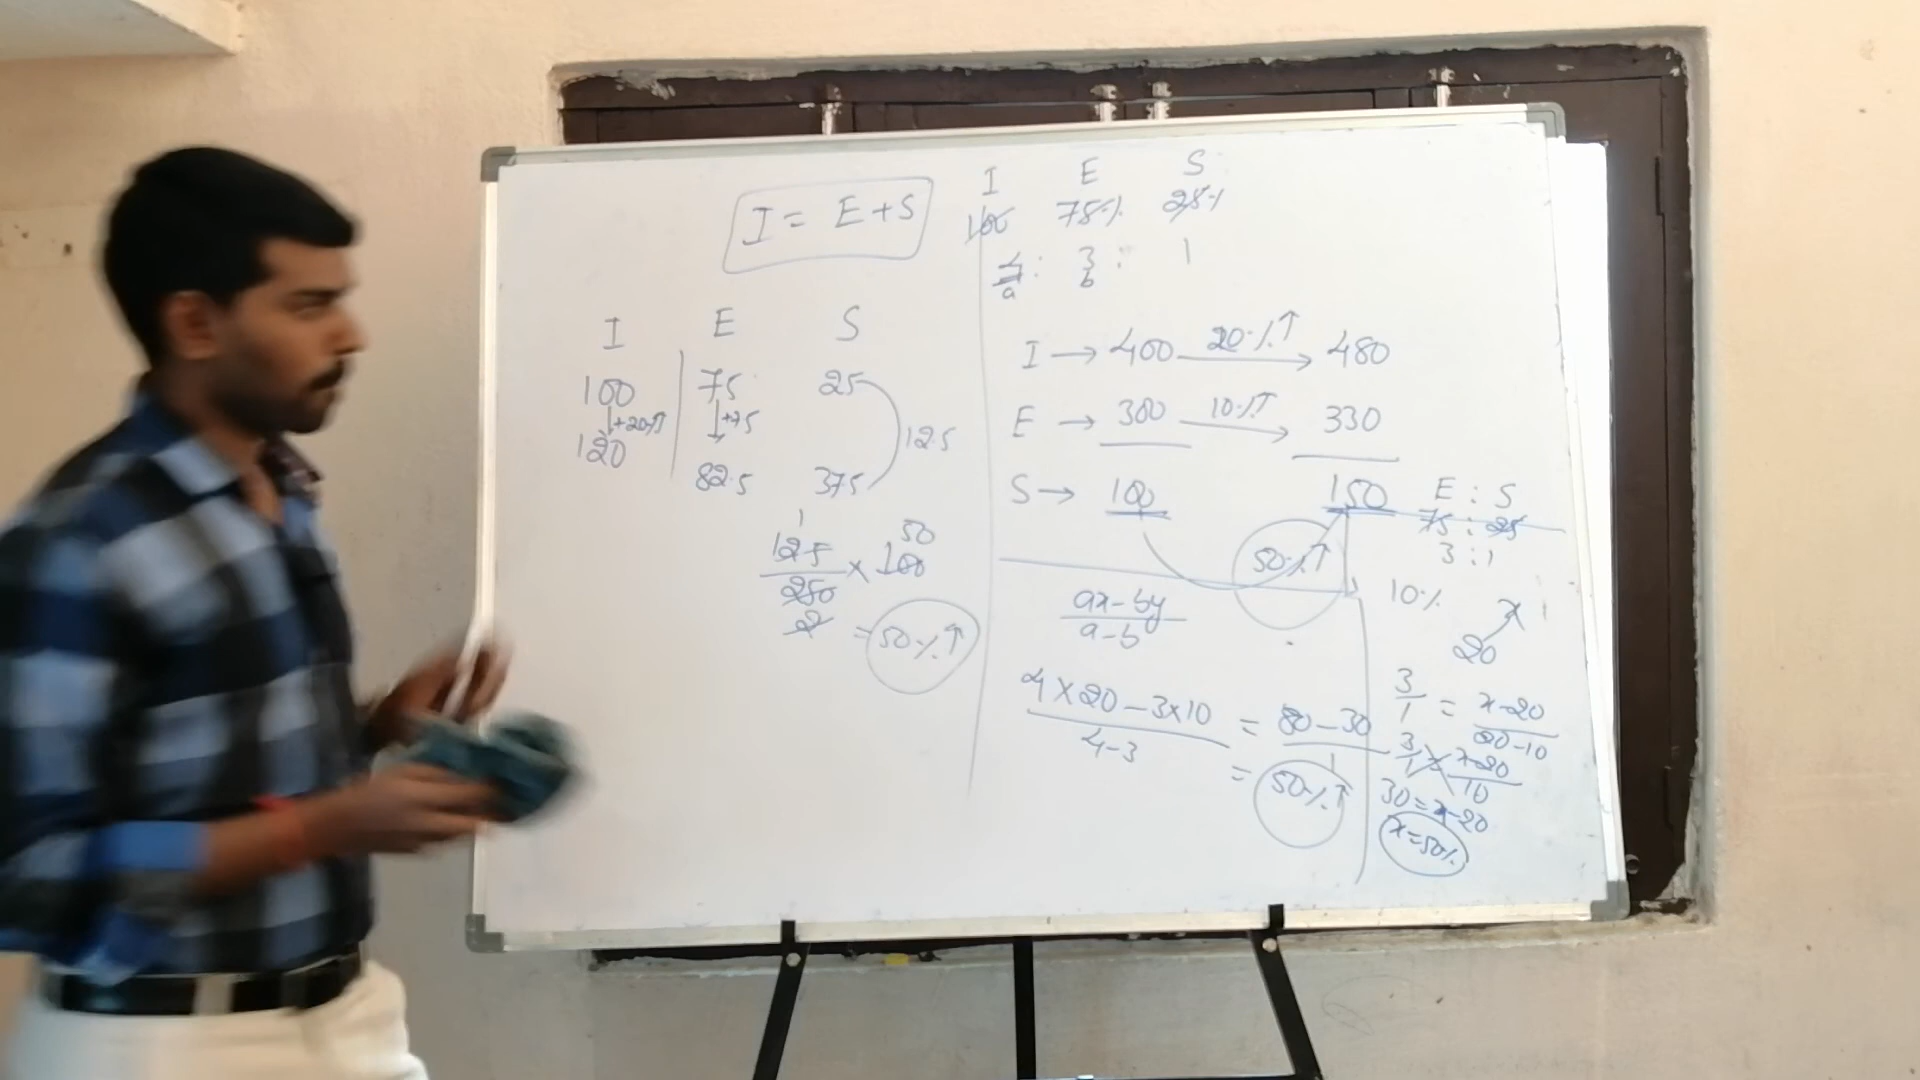 I = E+S
I E S
100 75% 25%
4 : 3 : 1
a b
I E S
100 75 25
+20% +7.5
120
12.5
82.5 37.5
1
12.5 × 100 50
250
2
= 50%↑
I → 400 20%↑ 480
E → 300 10%↑ 330
S → 100 150
50%↑
E : S
75 : 25
3 : 1
ax-by
a-b
4×20-3×10 = 80-30
4-3 1
= 50%↑
10%
x
20
3 = x-20
1 20-10
3 x-20
1 10
30=x-20
x=50%